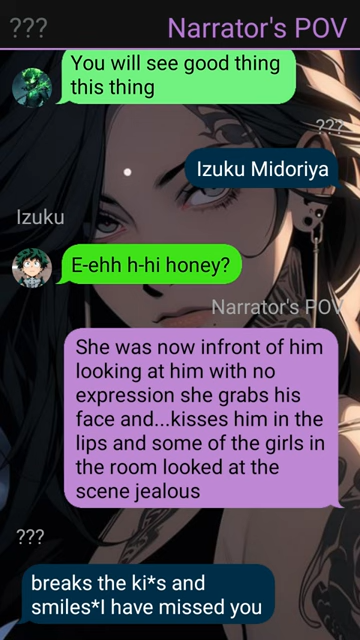 ??? Narrator's POV
You will see good thing
this thing
???
Izuku Midoriya
Izuku
E-ehh h-hi honey?
Narrator's POV
She was now infront of him
looking at him with no
expression she grabs his
face and...kisses him in the
lips and some of the girls in
the room looked at the
scene jealous
???
breaks the ki*s and
smiles*I have missed you